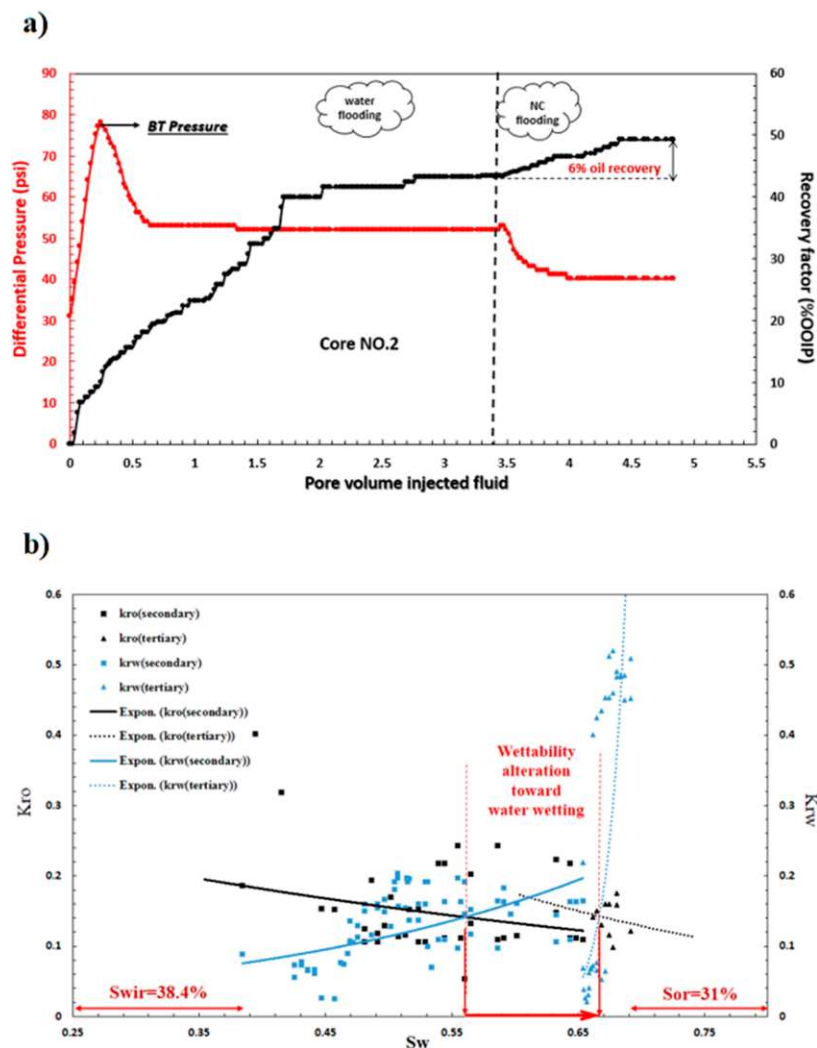 a)
90
80
70
60
50
40
30
20
10
0
Differential Pressure (psi)
BT Pressure
water
flooding
NC
flooding
6% oil recovery
Core NO.2
60
50
40
30
20
10
0
Recovery factor (%OOIP)
0 0.5 1 1.5 2 2.5 3 3.5 4 4.5 5 5.5
Pore volume injected fluid
b)
0.6
0.5
0.4
0.3
0.2
0.1
0
Kro
kro(secondary)
kro(tertiary)
krw(secondary)
krw(tertiary)
Expon. (kro(secondary))
Expon. (kro(tertiary))
Expon. (krw(secondary))
Expon. (krw(tertiary))
Wettability
alteration
toward
water wetting
Swir=38.4%
Sor=31%
0.6
0.5
0.4
0.3
0.2
0.1
0
Krw
0.25 0.35 0.45 0.55 0.65 0.75
Sw